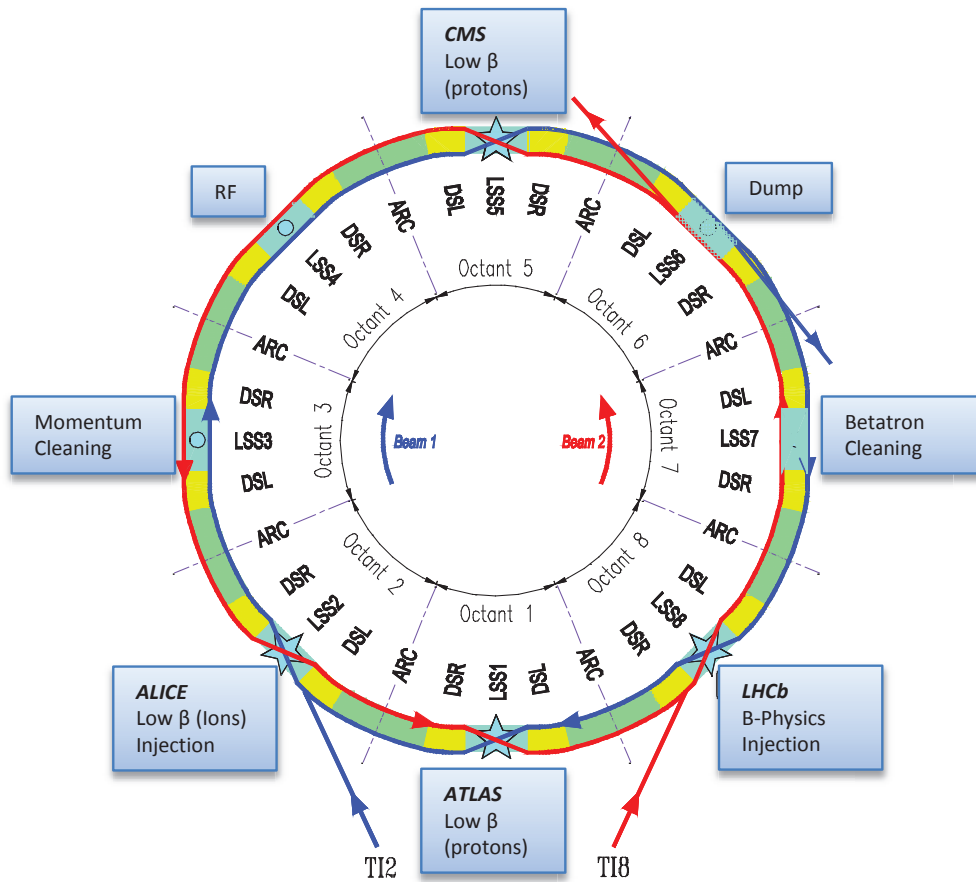 CMS
Low β
(protons)
RF
Dump
DSL
LSS5
DSR
ARC
ARC
DSR
LSS4
DSL
DSL
LSS6
DSR
Octant 5
Octant 4
Octant 6
ARC
ARC
Momentum
Cleaning
DSR
LSS3
DSL
Octant 3
Beam 1
Beam 2
Octant 7
DSL
LSS7
DSR
Betatron
Cleaning
ARC
ARC
Octant 2
Octant 8
Octant 1
DSR
LSS2
DSL
DSL
LSS8
DSR
ARC
DSR
LSS1
DSL
ARC
ALICE
Low β (Ions)
Injection
LHCb
B-Physics
Injection
ATLAS
Low β
(protons)
TI2
TI8